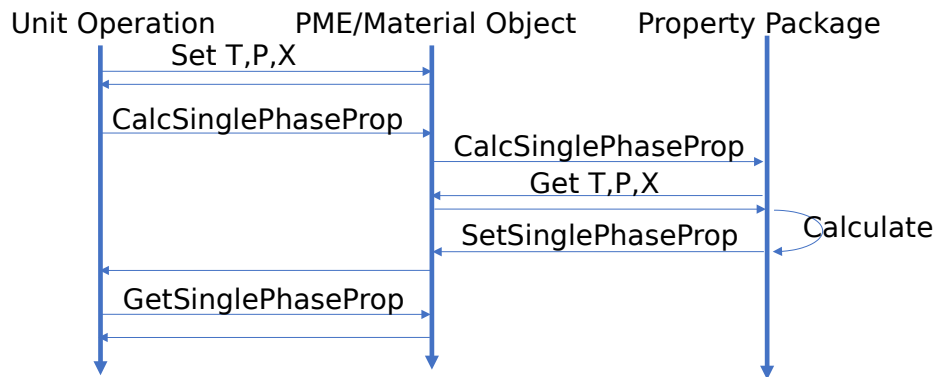 Unit Operation
PME/Material Object
Property Package
Set T,P,X
CalcSinglePhaseProp
CalcSinglePhaseProp
Get T,P,X
Calculate
SetSinglePhaseProp
GetSinglePhaseProp